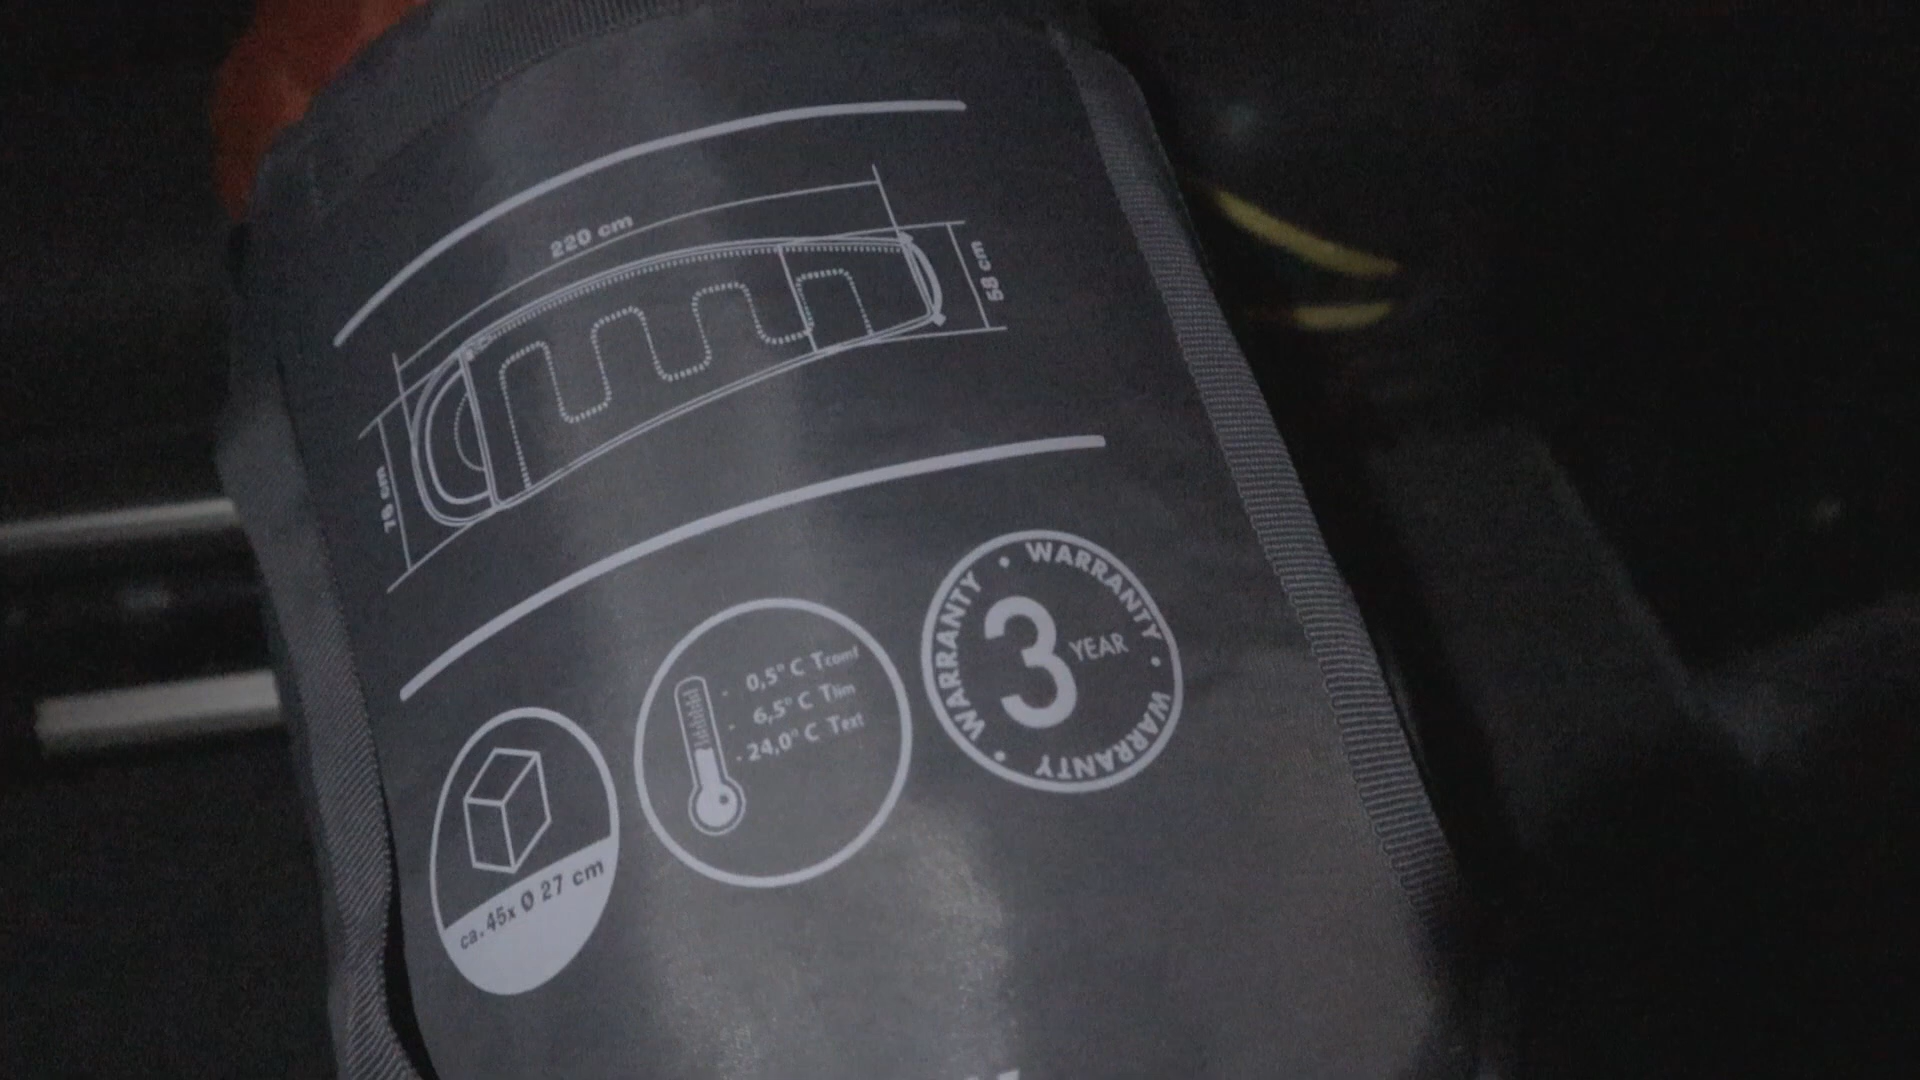 220 cm
58 cm
78 cm
WARRANTY • WARRANTY • WARRANTY • WARRANTY •
3 YEAR
- 0,5° C Tcomf
- 6,5° C Tlim
- 24,0° C Text
ca. 45x Ø 27 cm